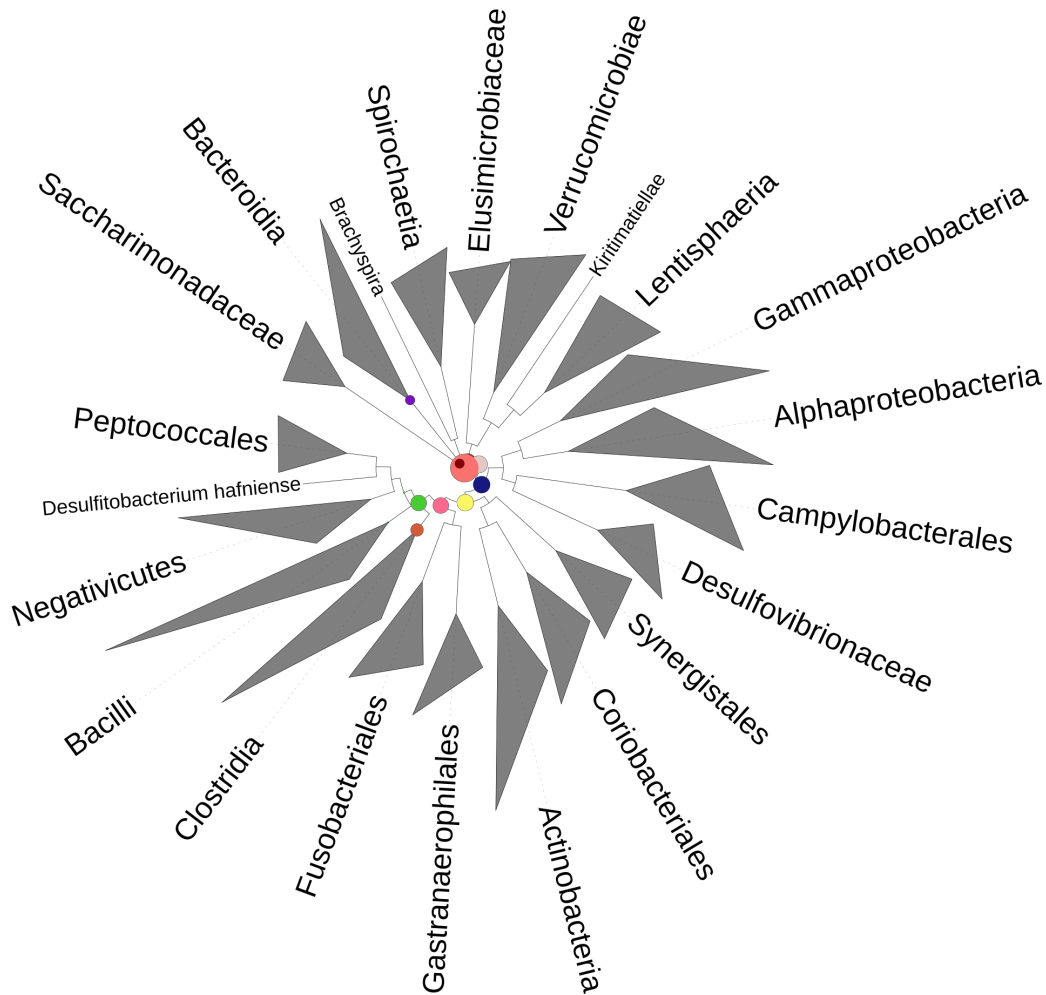 Elusimicrobiaceae
Verrucomicrobiae
Kiritimatiellae
Lentisphaeria
Gammaproteobacteria
Alphaproteobacteria
Campylobacterales
Desulfovibrionaceae
Synergistales
Coriobacteriales
Actinobacteria
Gastranaerophilales
Fusobacteriales
Clostridia
Bacilli
Negativicutes
Desulfitobacterium hafniense
Peptococcales
Saccharimonadaceae
Bacteroidia
Brachyspira
Spirochaetia